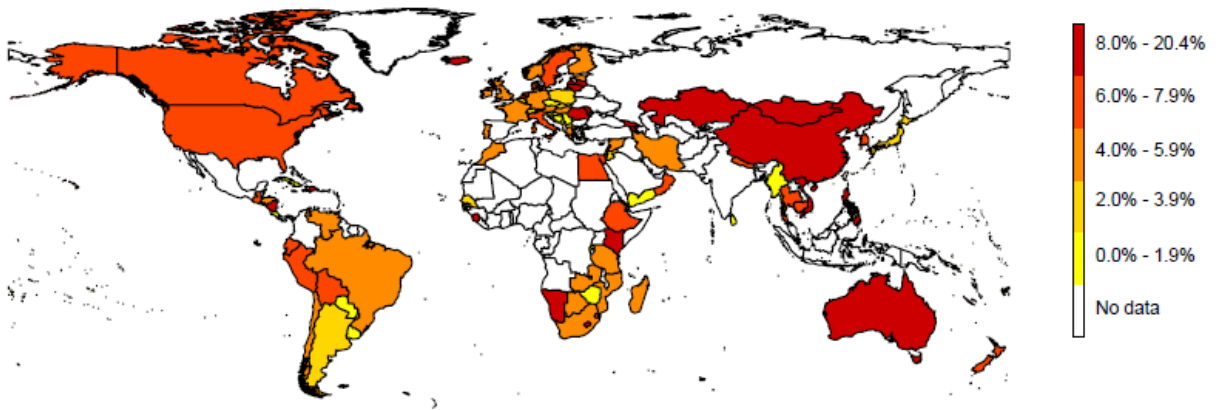 8.0% - 20.4%
6.0% - 7.9%
4.0% - 5.9%
2.0% - 3.9%
0.0% - 1.9%
No data